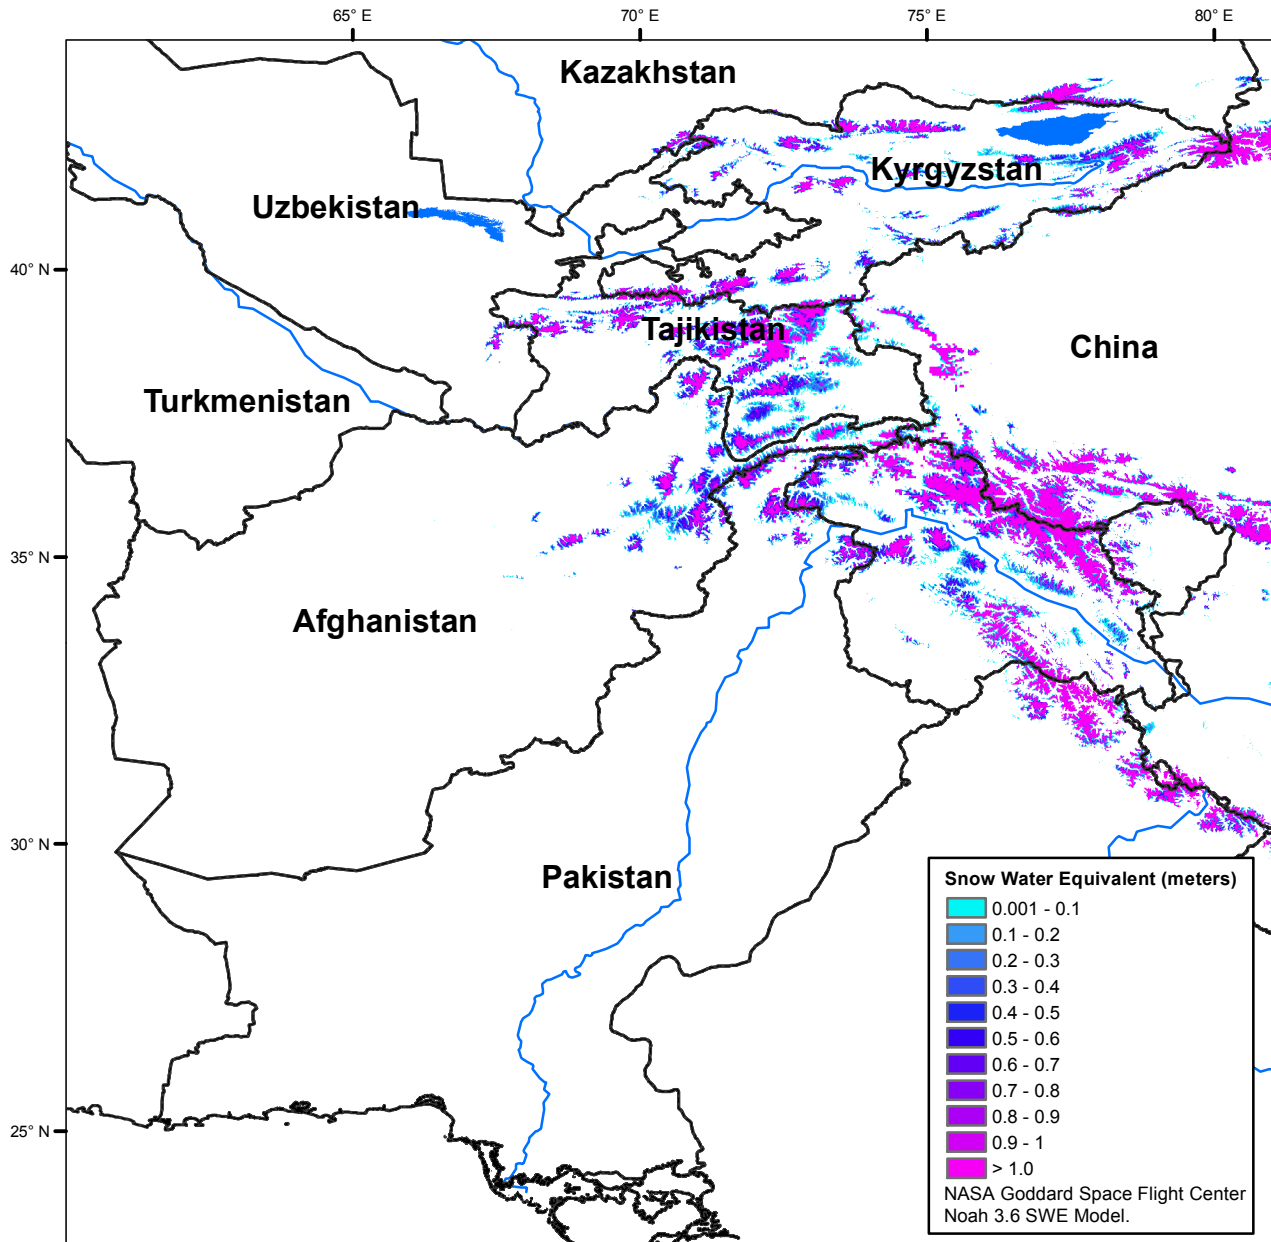 65° E
70° E
75° E
80° E
Kazakhstan
Kyrgyzstan
Uzbekistan
40° N
Tajikistan
China
Turkmenistan
35° N
Afghanistan
30° N
Pakistan
25° N
Snow Water Equivalent (meters)
0.001 - 0.1
0.1 - 0.2
0.2 - 0.3
0.3 - 0.4
0.4 - 0.5
0.5 - 0.6
0.6 - 0.7
0.7 - 0.8
0.8 - 0.9
0.9 - 1
> 1.0
NASA Goddard Space Flight Center
Noah 3.6 SWE Model.